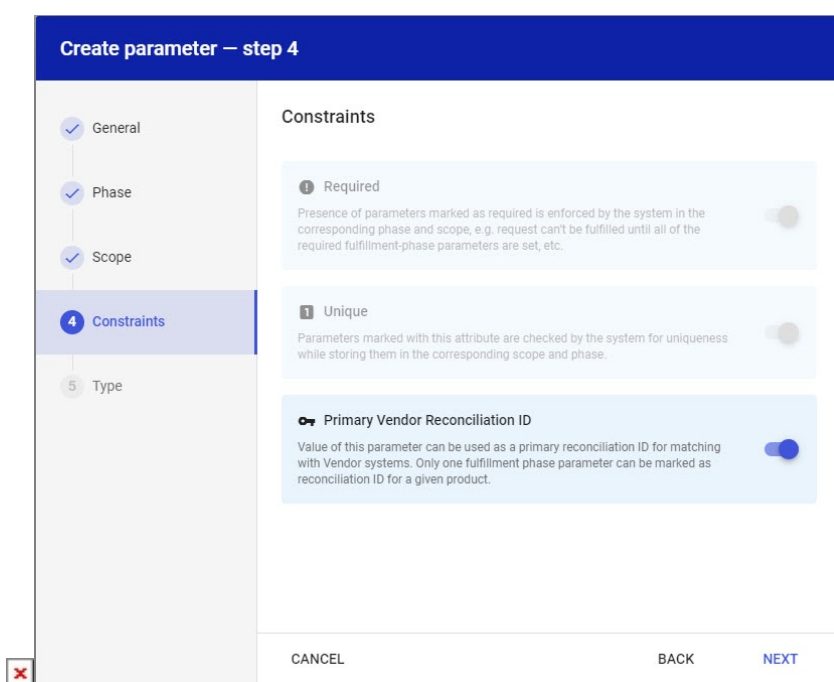 Create parameter — step 4
General
Phase
Scope
4 Constraints
5 Type
Constraints
Required
Presence of parameters marked as required is enforced by the system in the
corresponding phase and scope, e.g. request can't be fulfilled until all of the
required fulfillment-phase parameters are set, etc.
1 Unique
Parameters marked with this attribute are checked by the system for uniqueness
while storing them in the corresponding scope and phase.
Primary Vendor Reconciliation ID
Value of this parameter can be used as a primary reconciliation ID for matching
with Vendor systems. Only one fulfillment phase parameter can be marked as
reconciliation ID for a given product.
CANCEL BACK NEXT